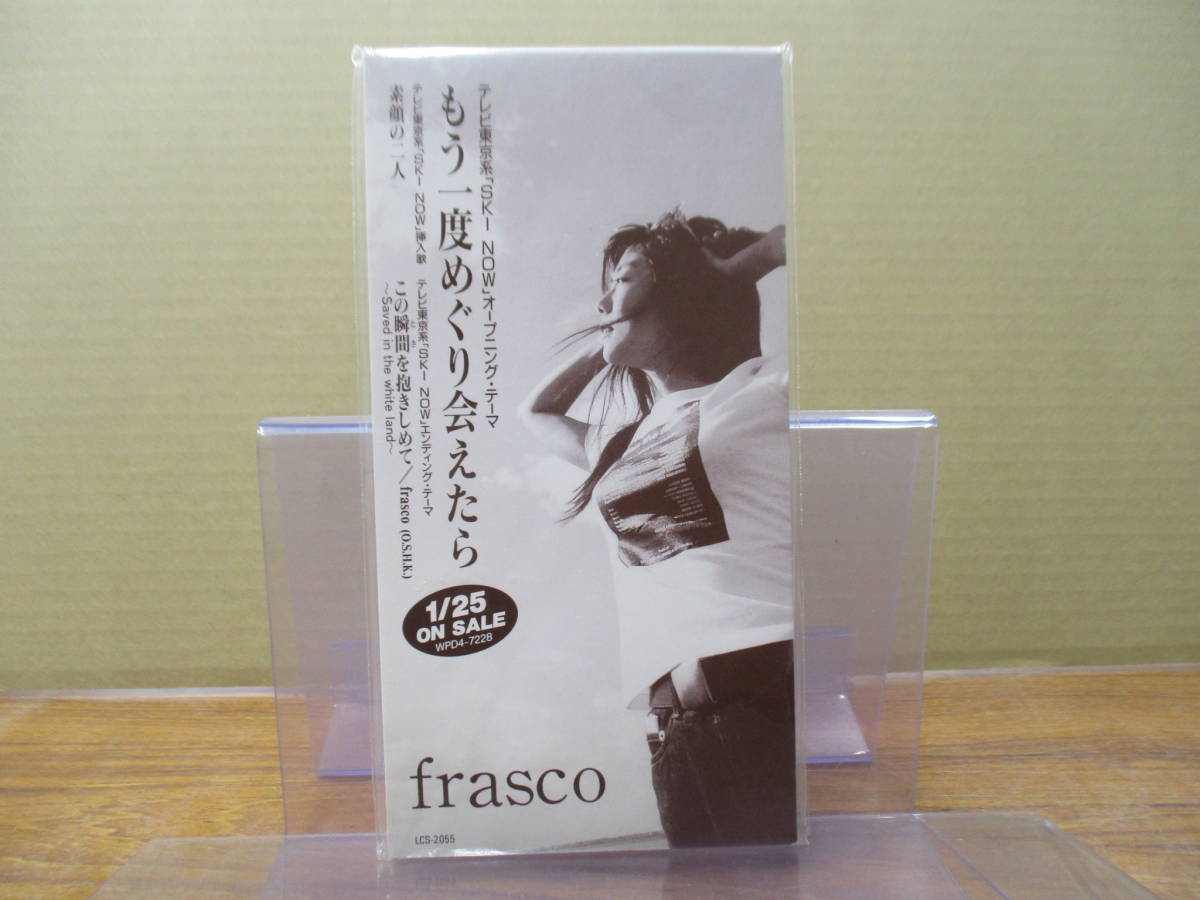 テレビ東京系「SKI NOW」オープニング・テーマ
もう一度めぐり会えたら
テレビ東京系「SKI NOW」挿入歌
素顔の二人
テレビ東京系「SKI NOW」エンディング・テーマ
この瞬間を抱きしめて/frasco (O.S.H.K.)
とき
〜Saved in the white land〜
1/25
ON SALE
WPD4-7228
frasco
LCS-2055